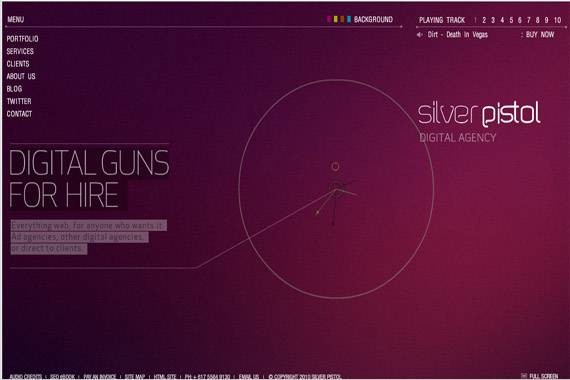 MENU
BACKGROUND
PLAYING TRACK 1 2 3 4 5 6 7 8 9 10
Dirt - Death In Vegas : BUY NOW
PORTFOLIO
SERVICES
CLIENTS
ABOUT US
BLOG
TWITTER
CONTACT
silver pistol
DIGITAL AGENCY
DIGITAL GUNS
FOR HIRE
Everything web, for anyone who wants it.
Ad agencies, other digital agencies,
or direct to clients.
AUDIO CREDITS | SEO eBOOK | PAY AN INVOICE | SITE MAP | HTML SITE | PH: + 617 5564 9130 | EMAIL US | © COPYRIGHT 2010 SILVER PISTOL
FULL SCREEN